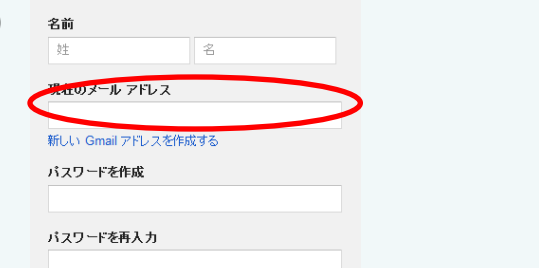 名前
姓 名
現在のメール アドレス
新しい Gmail アドレスを作成する
パスワードを作成
パスワードを再入力